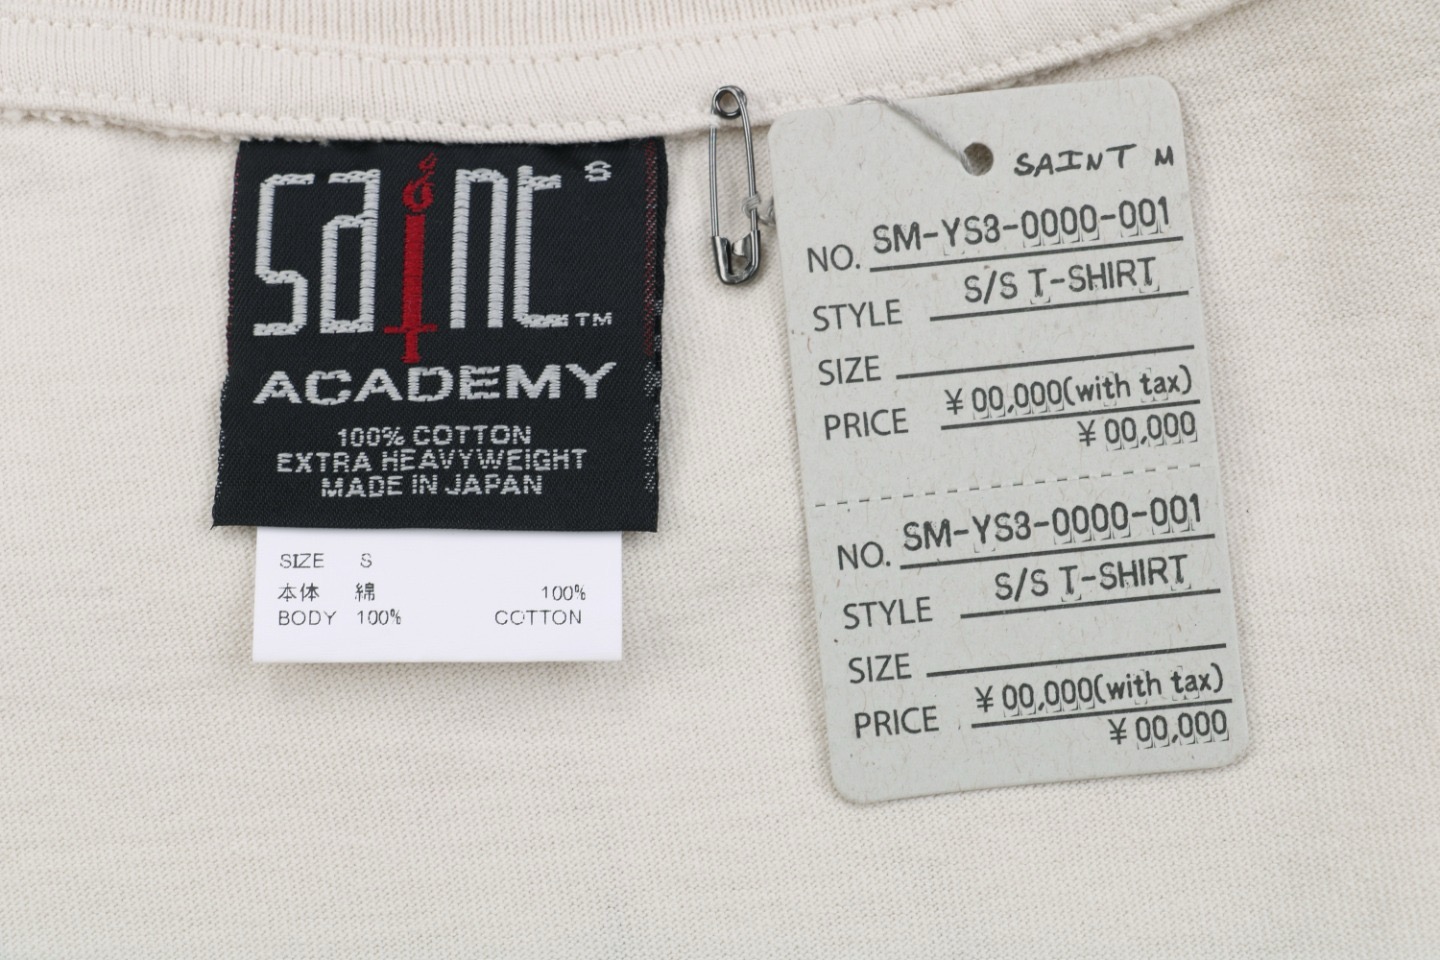 saint S
TM
ACADEMY
100% COTTON
EXTRA HEAVYWEIGHT
MADE IN JAPAN
SIZE S
本体 綿 100%
BODY 100% COTTON
SAINT M
NO. SM-YS3-0000-001
STYLE S/S T-SHIRT
SIZE
PRICE ¥00,000(with tax)
¥00,000
NO. SM-YS3-0000-001
STYLE S/S T-SHIRT
SIZE
PRICE ¥00,000(with tax)
¥00,000